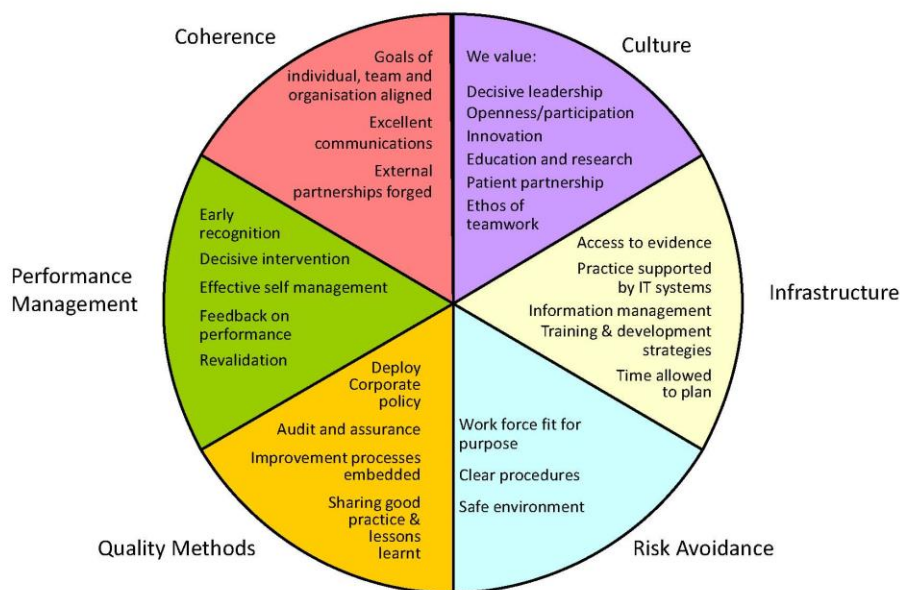 Coherence
Goals of
individual, team and
organisation aligned
Excellent
communications
External
partnerships forged
Culture
We value:
Decisive leadership
Openness/participation
Innovation
Education and research
Patient partnership
Ethos of
teamwork
Infrastructure
Access to evidence
Practice supported
by IT systems
Information management
Training & development
strategies
Time allowed
to plan
Risk Avoidance
Work force fit for
purpose
Clear procedures
Safe environment
Quality Methods
Deploy
Corporate
policy
Audit and assurance
Improvement processes
embedded
Sharing good
practice &
lessons
learnt
Performance
Management
Early
recognition
Decisive intervention
Effective self management
Feedback on
performance
Revalidation